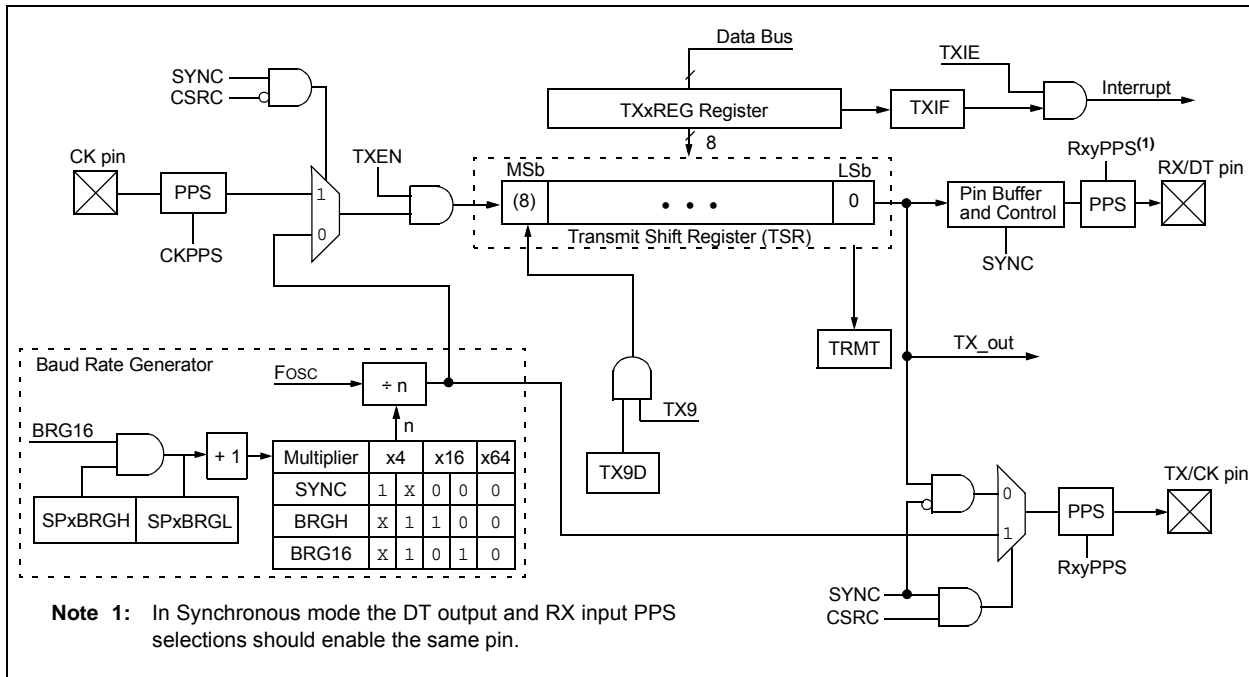 Data Bus
TXIE
SYNC
CSRC
Interrupt
TXxREG Register
TXIF
8
CK pin
TXEN
MSb
LSb
RxyPPS(1)
RX/DT pin
PPS
1
(8)
• • •
0
Pin Buffer
and Control
PPS
0
Transmit Shift Register (TSR)
CKPPS
SYNC
TRMT
TX_out
Baud Rate Generator
FOSC
÷ n
TX9
n
BRG16
+ 1
Multiplier x4 x16 x64
TX9D
SYNC 1 X 0 0 0
SPxBRGH SPxBRGL
BRGH X 1 1 0 0
BRG16 X 1 0 1 0
TX/CK pin
0
PPS
1
RxyPPS
SYNC
CSRC
Note 1: In Synchronous mode the DT output and RX input PPS
selections should enable the same pin.